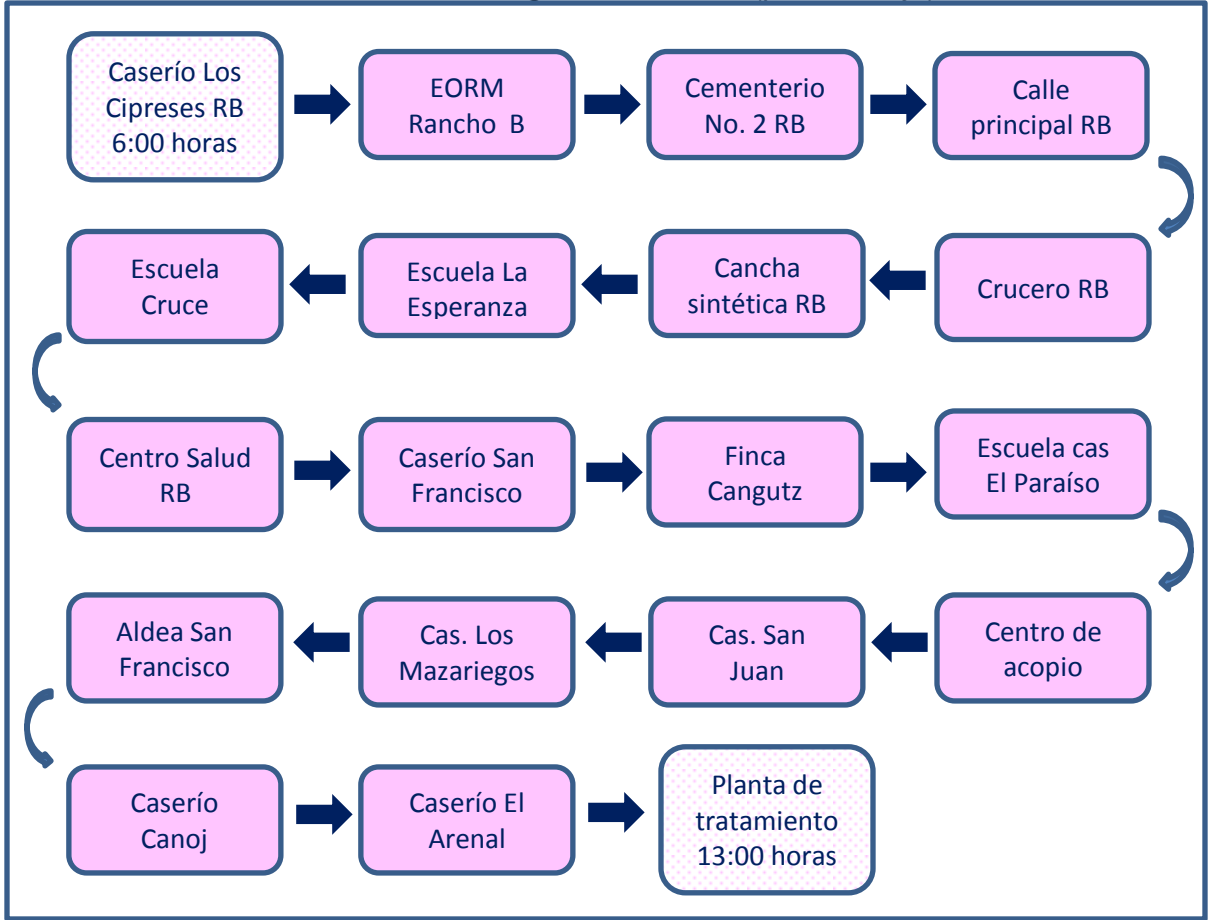 Caserío Los
Cipreses RB
6:00 horas
EORM
Rancho B
Cementerio
No. 2 RB
Calle
principal RB
Crucero RB
Cancha
sintética RB
Escuela La
Esperanza
Escuela
Cruce
Centro Salud
RB
Caserío San
Francisco
Finca
Cangutz
Escuela cas
El Paraíso
Centro de
acopio
Cas. San
Juan
Cas. Los
Mazariegos
Aldea San
Francisco
Caserío
Canoj
Caserío El
Arenal
Planta de
tratamiento
13:00 horas